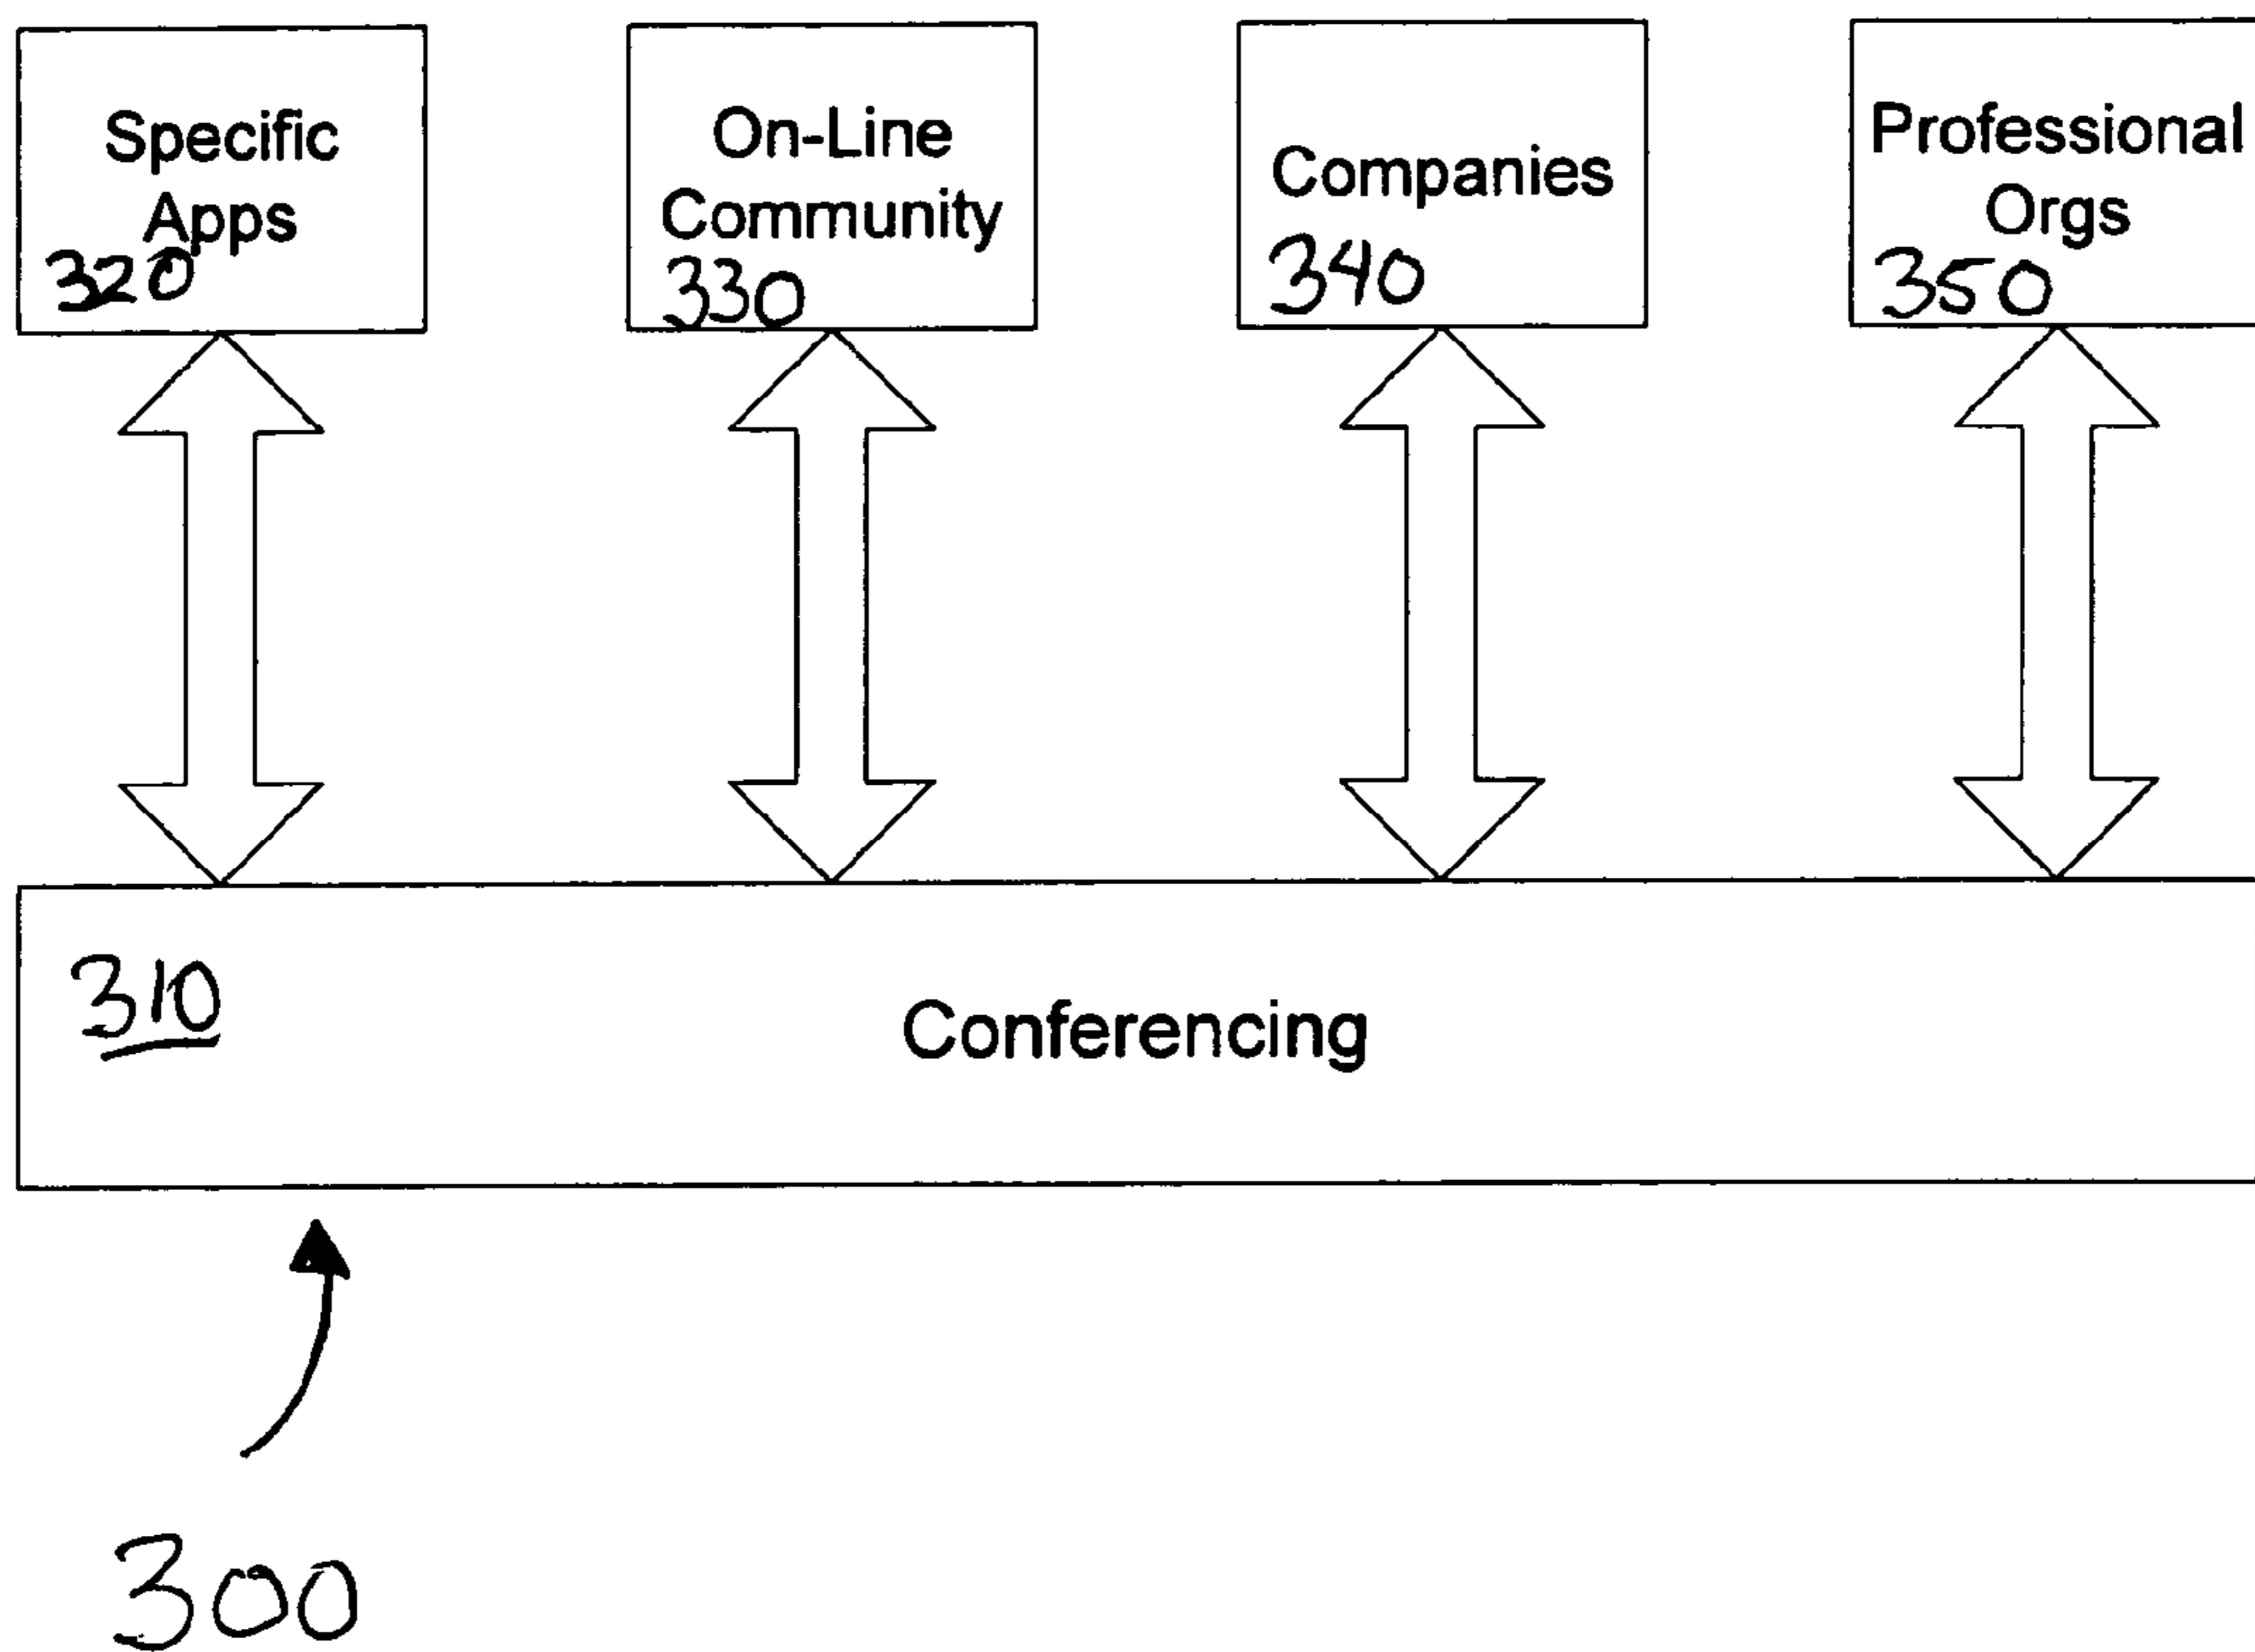 Specific
Apps
320
On-Line
Community
330
Companies
340
Professional
Orgs
350
310
Conferencing
300